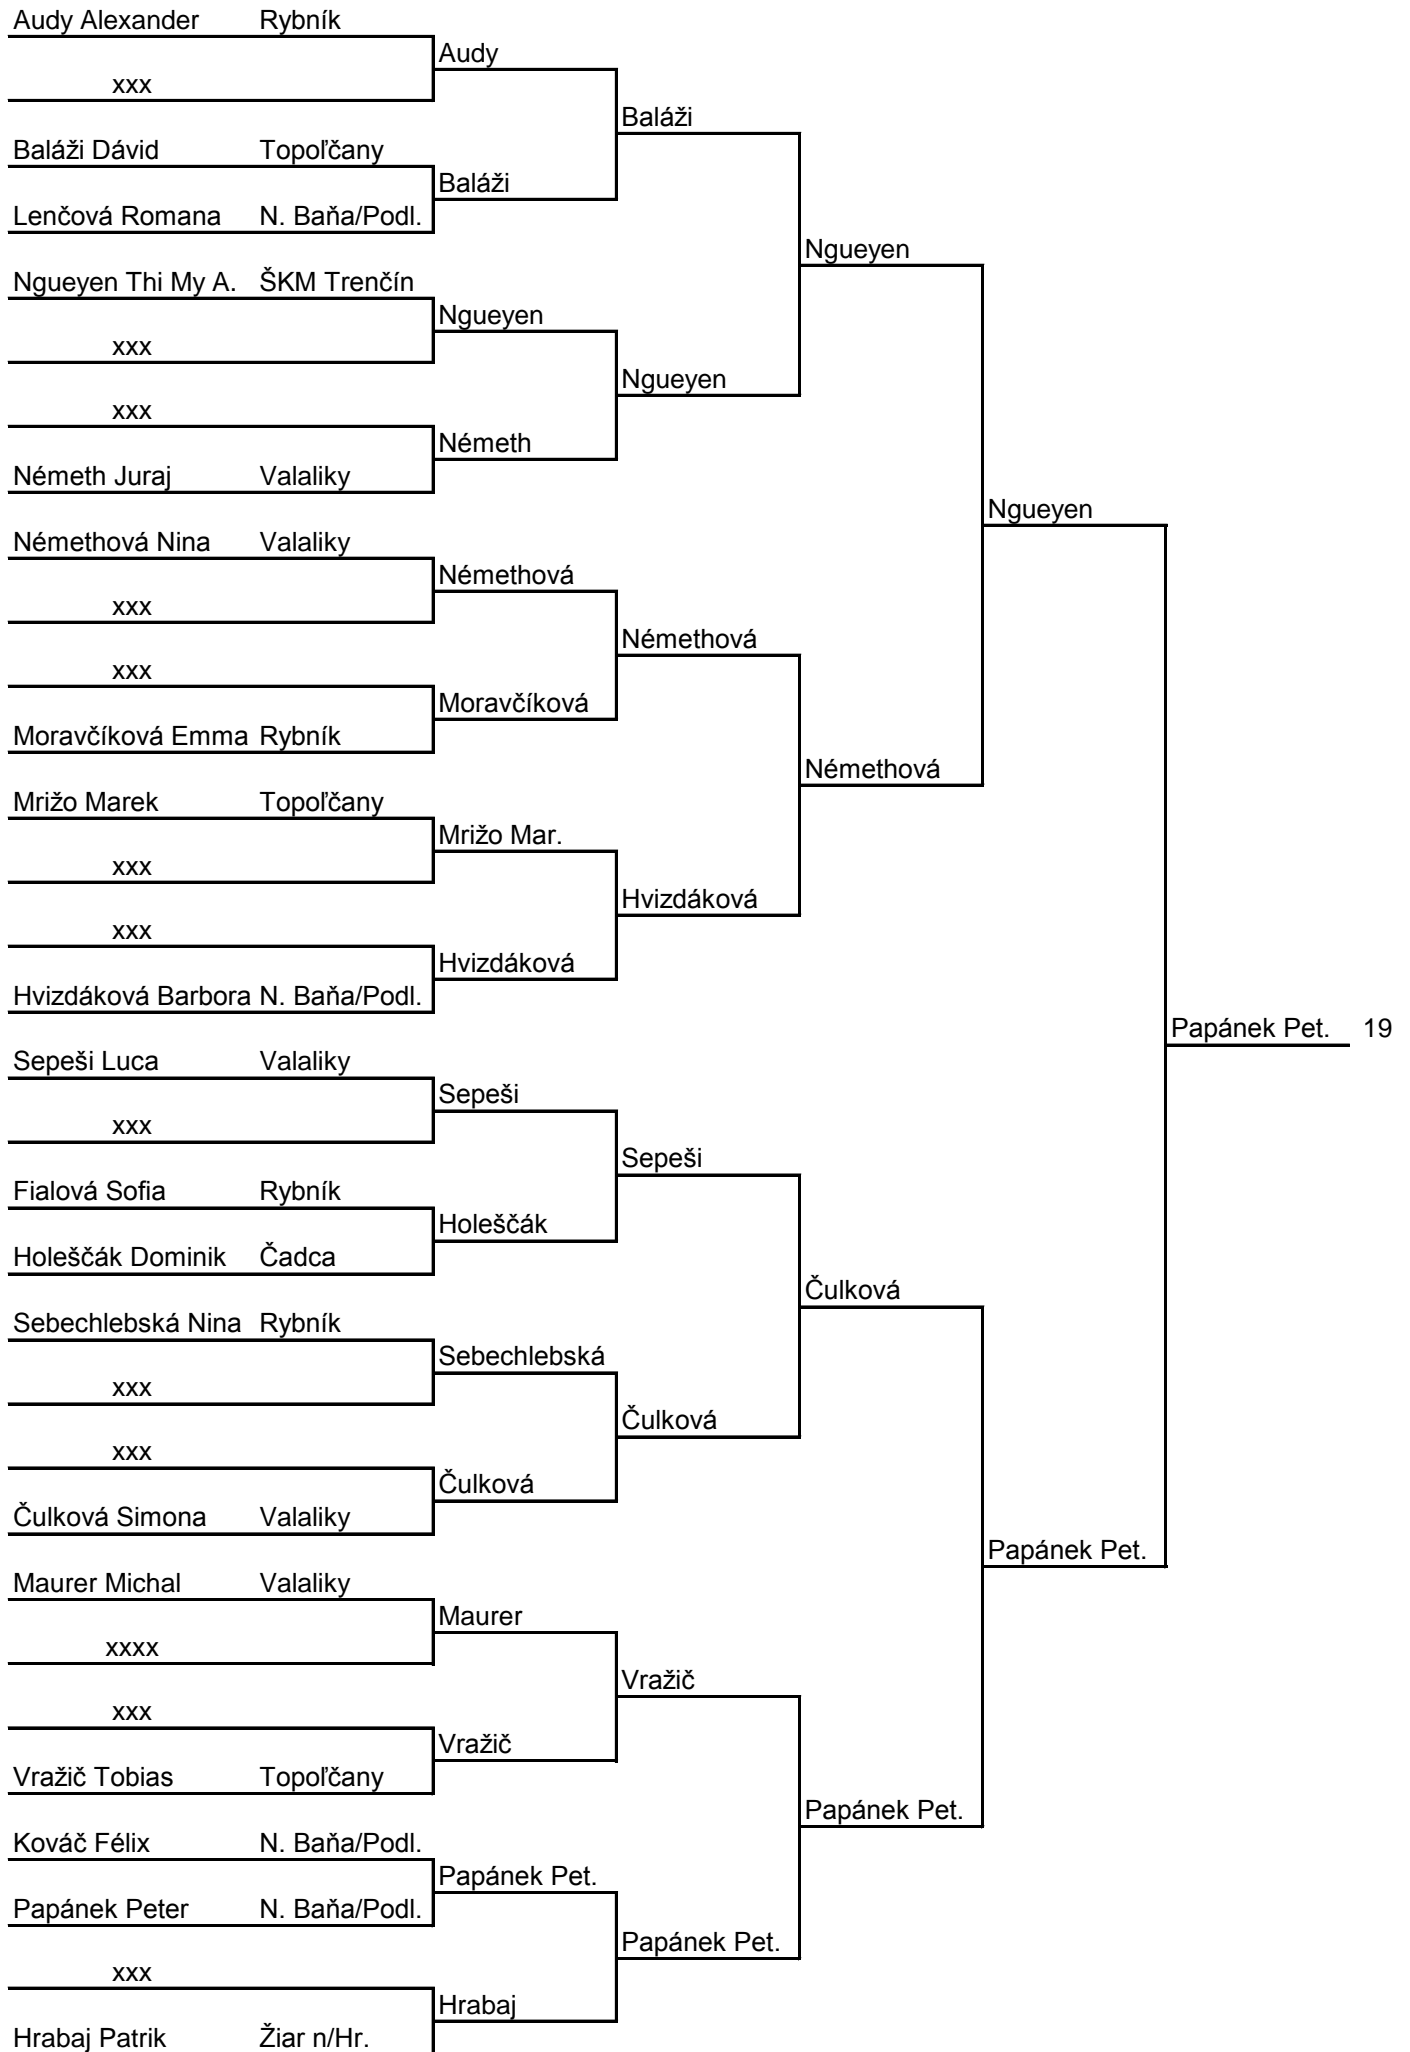 Audy Alexander Rybník
Audy
xxx
Baláži
Baláži Dávid Topoľčany
Baláži
Lenčová Romana N. Baňa/Podl.
Ngueyen
Ngueyen Thi My A. ŠKM Trenčín
Ngueyen
xxx
Ngueyen
xxx
Németh
Németh Juraj Valaliky
Ngueyen
Némethová Nina Valaliky
Némethová
xxx
Némethová
xxx
Moravčíková
Moravčíková Emma Rybník
Némethová
Mrižo Marek Topoľčany
Mrižo Mar.
xxx
Hvizdáková
xxx
Hvizdáková
Hvizdáková Barbora N. Baňa/Podl.
Papánek Pet. 19
Sepeši Luca Valaliky
Sepeši
xxx
Sepeši
Fialová Sofia Rybník
Holeščák
Holeščák Dominik Čadca
Čulková
Sebechlebská Nina Rybník
Sebechlebská
xxx
Čulková
xxx
Čulková
Čulková Simona Valaliky
Papánek Pet.
Maurer Michal Valaliky
Maurer
xxxx
Vražič
xxx
Vražič
Vražič Tobias Topoľčany
Papánek Pet.
Kováč Félix N. Baňa/Podl.
Papánek Pet.
Papánek Peter N. Baňa/Podl.
Papánek Pet.
xxx
Hrabaj
Hrabaj Patrik Žiar n/Hr.